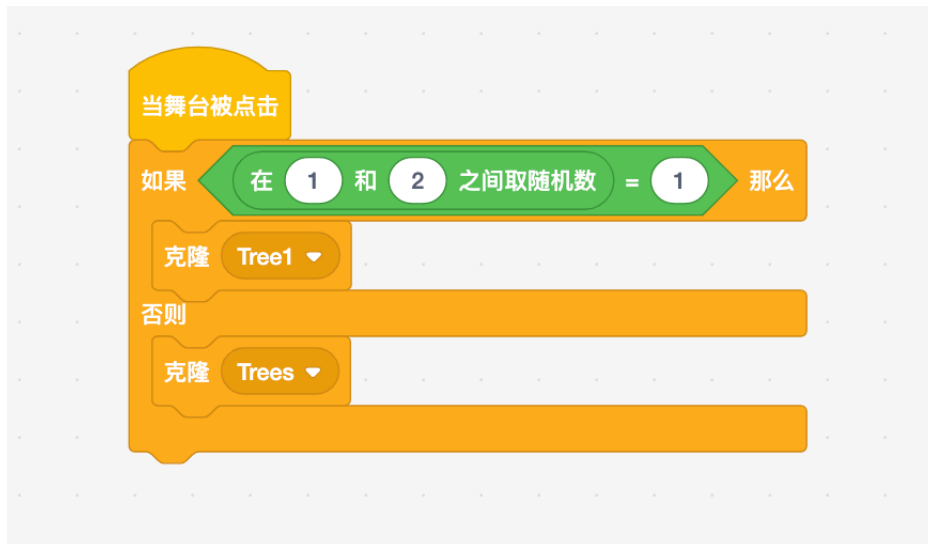 当舞台被点击
如果 在 1 和 2 之间取随机数 = 1 那么
克隆 Tree1
否则
克隆 Trees